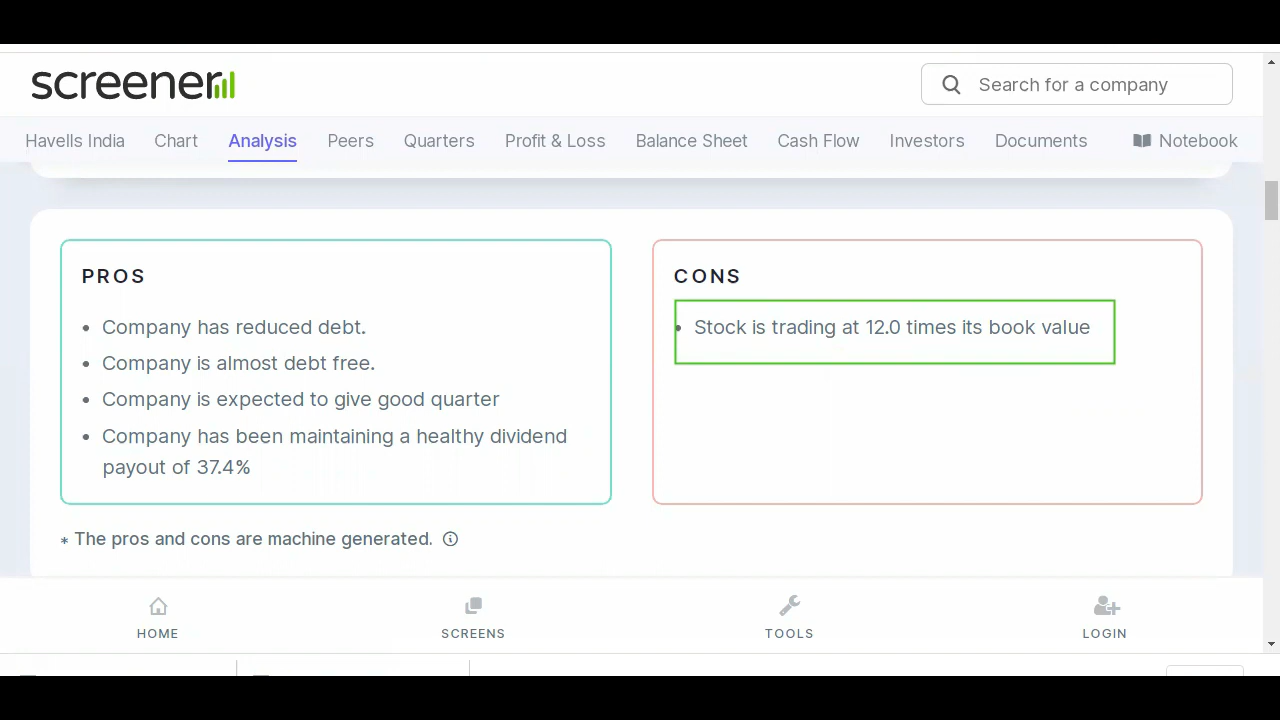 screener
Search for a company
Havells India Chart Analysis Peers Quarters Profit & Loss Balance Sheet Cash Flow Investors Documents Notebook
PROS
• Company has reduced debt.
• Company is almost debt free.
• Company is expected to give good quarter
• Company has been maintaining a healthy dividend
payout of 37.4%
CONS
• Stock is trading at 12.0 times its book value
* The pros and cons are machine generated.
HOME SCREENS TOOLS LOGIN